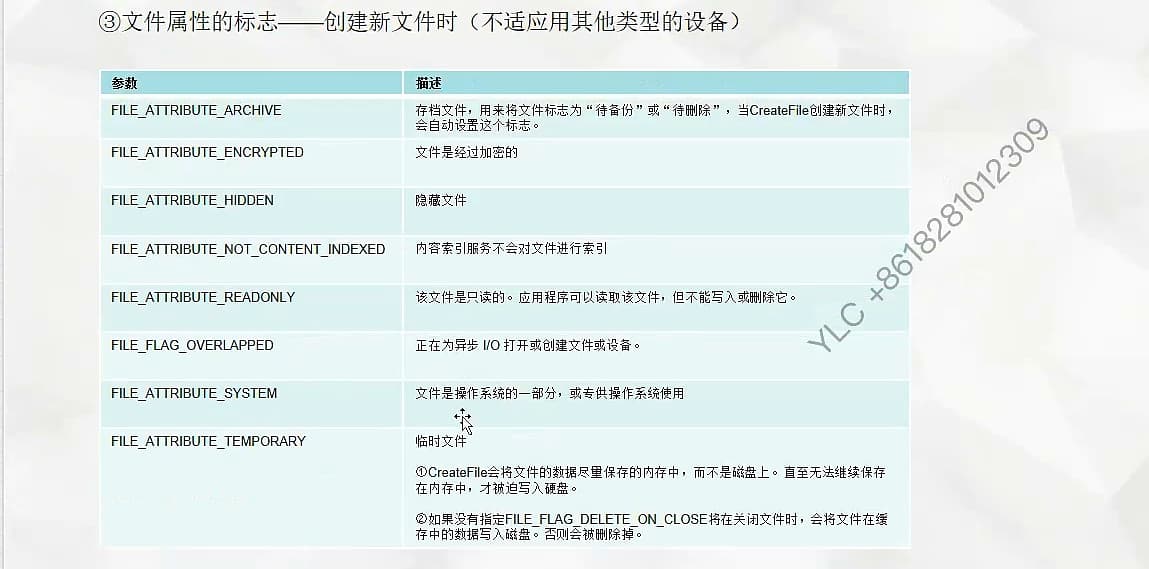 ③文件属性的标志——创建新文件时（不适应用其他类型的设备）
参数
描述
FILE_ATTRIBUTE_ARCHIVE
存档文件，用来将文件标志为“待备份”或“待删除”，当CreateFile创建新文件时，
会自动设置这个标志。
FILE_ATTRIBUTE_ENCRYPTED
文件是经过加密的
FILE_ATTRIBUTE_HIDDEN
隐藏文件
FILE_ATTRIBUTE_NOT_CONTENT_INDEXED
内容索引服务不会对文件进行索引
FILE_ATTRIBUTE_READONLY
该文件是只读的。应用程序可以读取该文件，但不能写入或删除它。
FILE_FLAG_OVERLAPPED
正在为异步 I/O 打开或创建文件或设备。
FILE_ATTRIBUTE_SYSTEM
文件是操作系统的一部分，或专供操作系统使用
FILE_ATTRIBUTE_TEMPORARY
临时文件
①CreateFile会将文件的数据尽量保存的内存中，而不是磁盘上。直至无法继续保存
在内存中，才被迫写入硬盘。
②如果没有指定FILE_FLAG_DELETE_ON_CLOSE将在关闭文件时，会将文件在缓
存中的数据写入磁盘。否则会被删除掉。
YLC +8618281012309